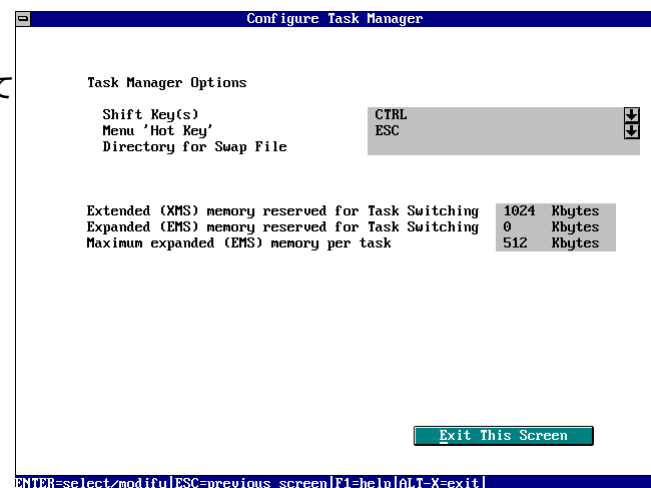 Configure Task Manager
て
Task Manager Options
Shift Key(s) CTRL
Menu 'Hot Key' ESC
Directory for Swap File
Extended (XMS) memory reserved for Task Switching 1024 Kbytes
Expanded (EMS) memory reserved for Task Switching 0 Kbytes
Maximum expanded (EMS) memory per task 512 Kbytes
Exit This Screen
ENTER=select/modify|ESC=previous screen|F1=help|ALT-X=exit|